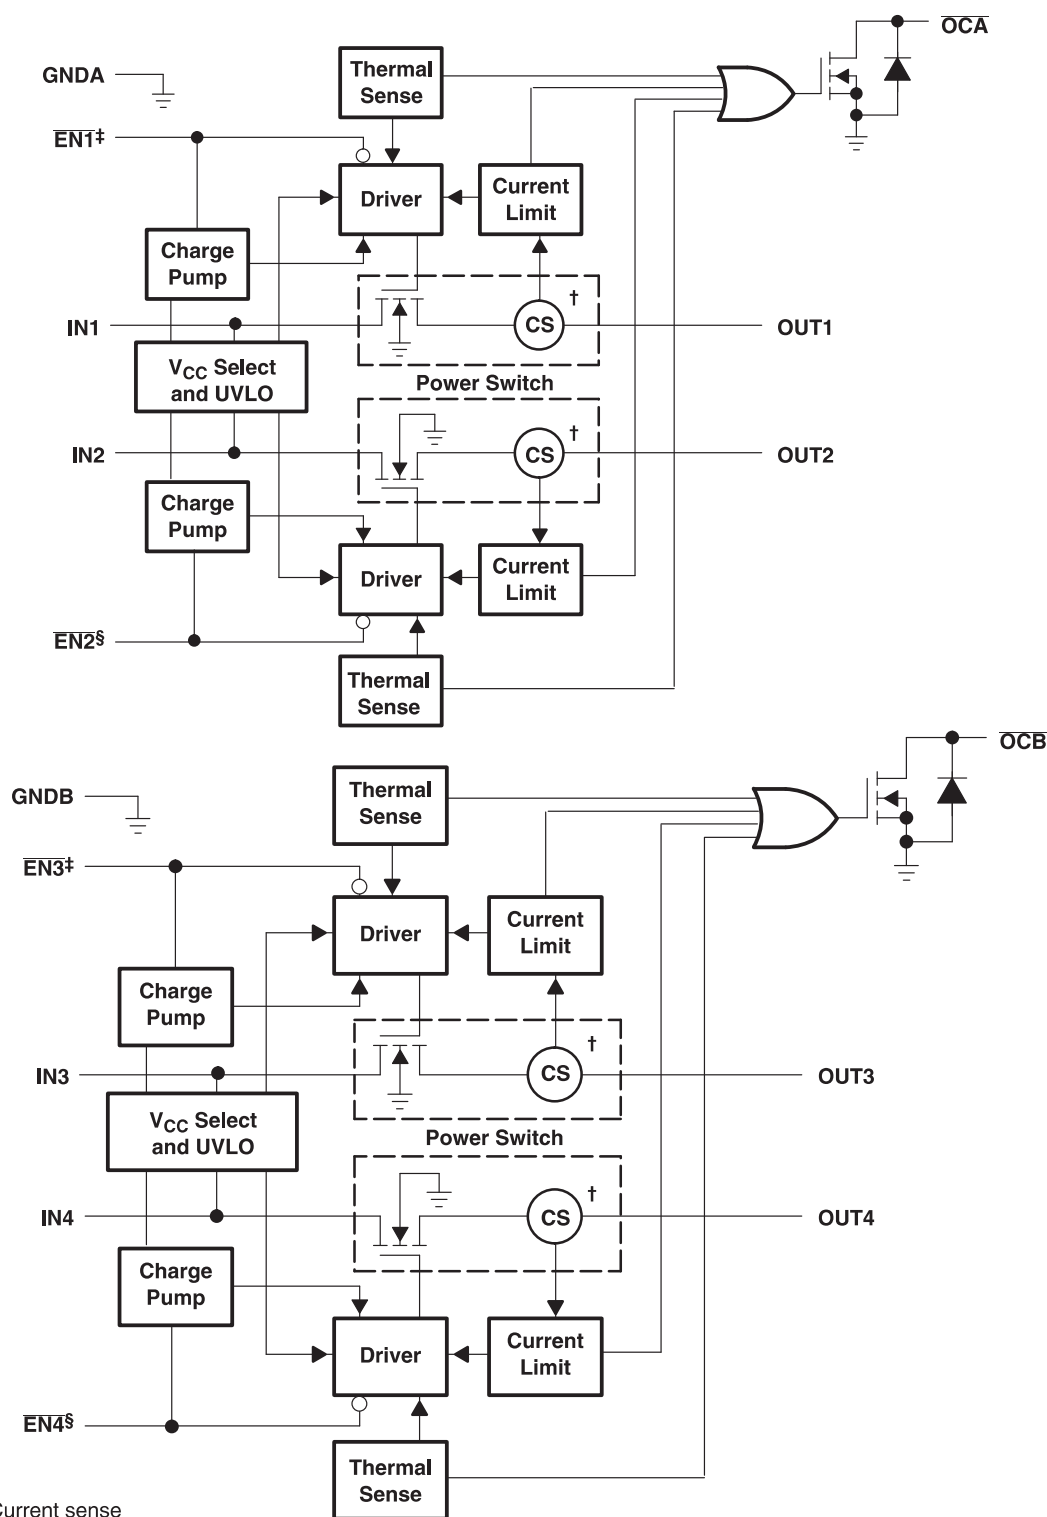 OCA
GNDA
Thermal
Sense
EN1‡
Driver
Current
Limit
Charge
Pump
†
IN1
CS
OUT1
VCC Select
and UVLO
Power Switch
†
IN2
CS
OUT2
Charge
Pump
Driver
Current
Limit
EN2§
Thermal
Sense
OCB
GNDB
Thermal
Sense
EN3‡
Driver
Current
Limit
Charge
Pump
†
IN3
CS
OUT3
VCC Select
and UVLO
Power Switch
†
IN4
CS
OUT4
Charge
Pump
Driver
Current
Limit
EN4§
Thermal
Sense
Current sense